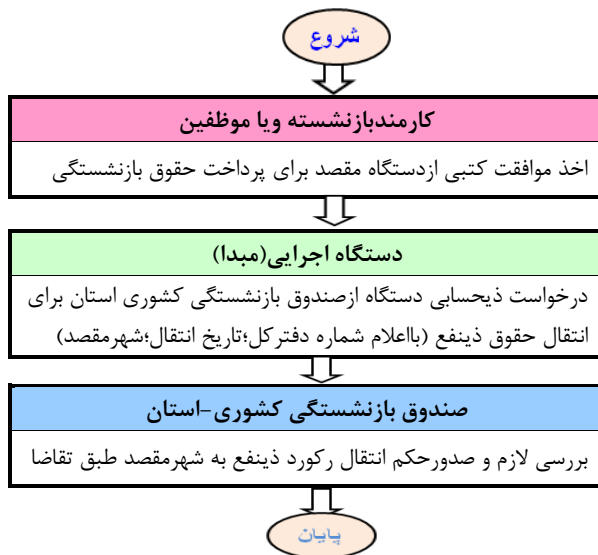 شروع
کارمندبازنشسته ویا موظفین
اخذ موافقت کتبی ازدستگاه مقصد برای پرداخت حقوق بازنشستگی
دستگاه اجرایی(مبدا)
درخواست ذیحسابی دستگاه ازصندوق بازنشستگی کشوری استان برای
انتقال حقوق ذینفع (بااعلام شماره دفترکل؛تاریخ انتقال؛شهرمقصد)
صندوق بازنشستگی کشوری-استان
بررسی لازم و صدورحکم انتقال رکورد ذینفع به شهرمقصد طبق تقاضا
پایان